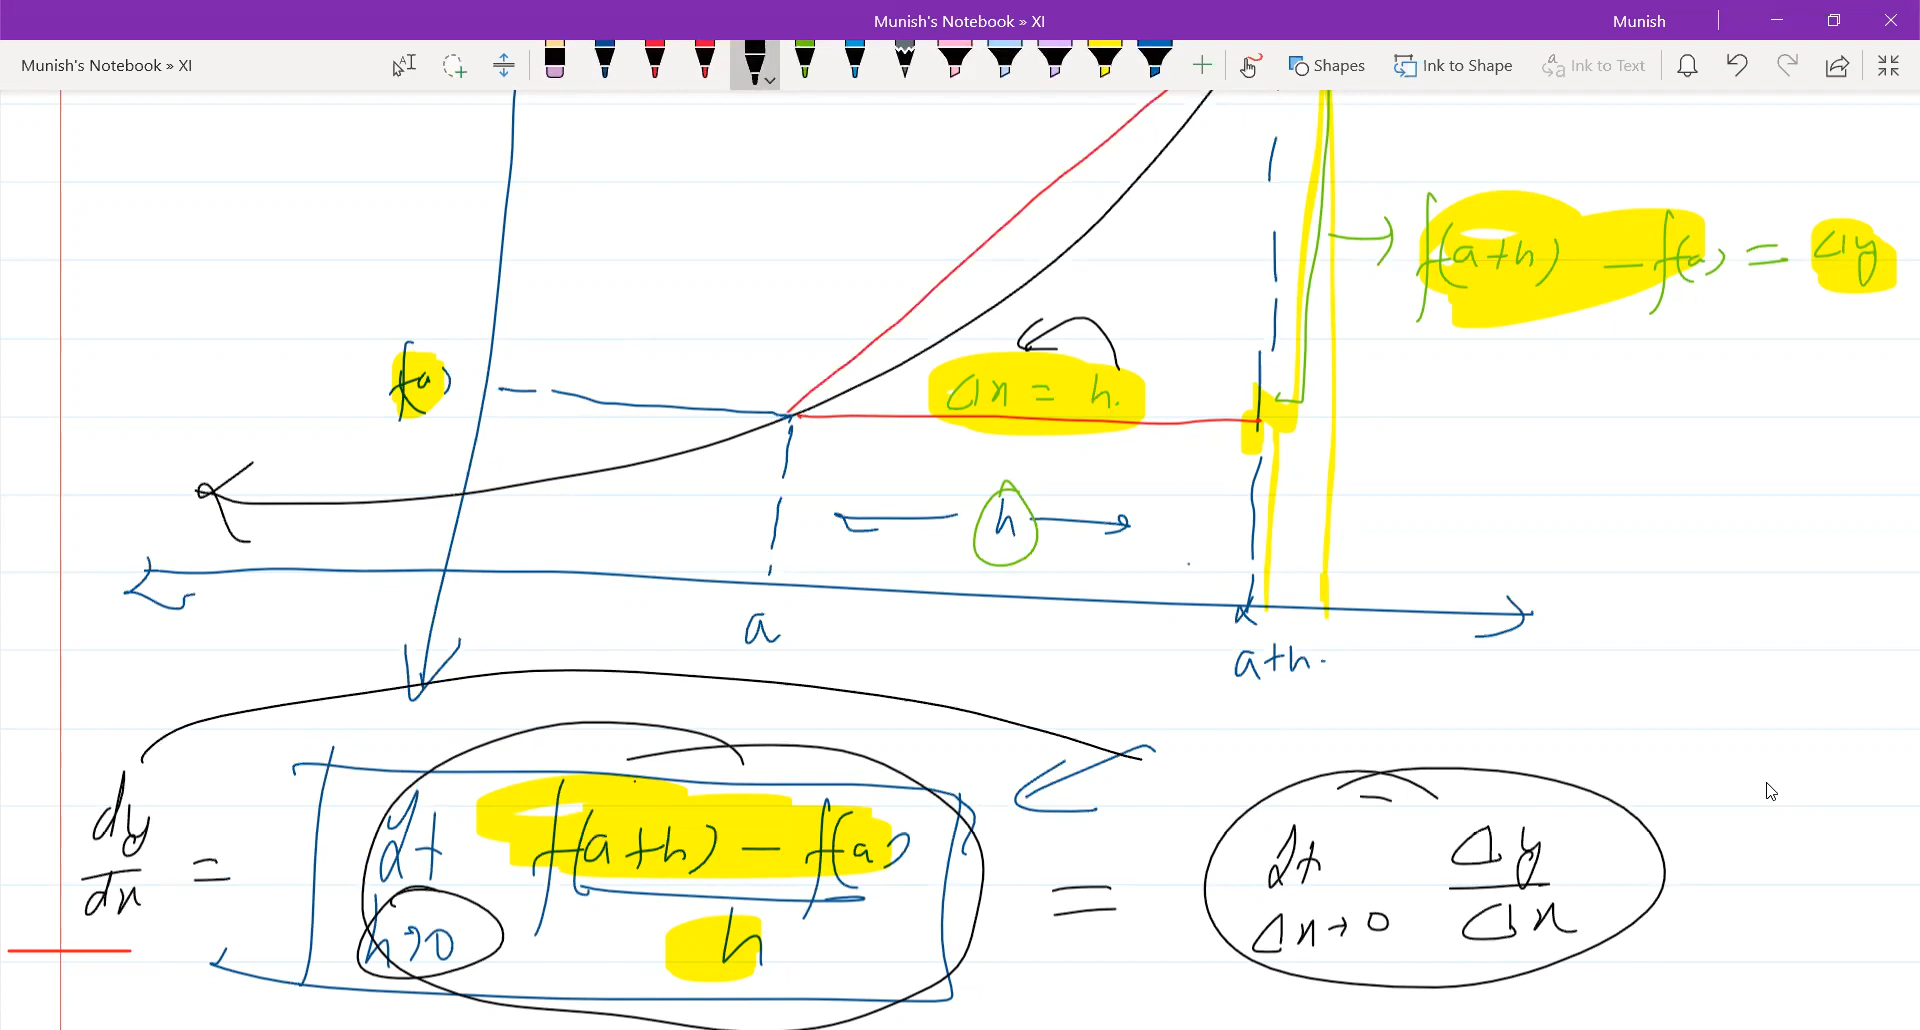 Munish's Notebook » XI
Munish
Munish's Notebook » XI
Shapes
Ink to Shape
Ink to Text
f(a+h) - f(a) = Δy
f(a)
Δx = h.
h
a
a+h.
dy/dx = lt h→0 f(a+h) - f(a) / h = lt Δx→0 Δy/Δx